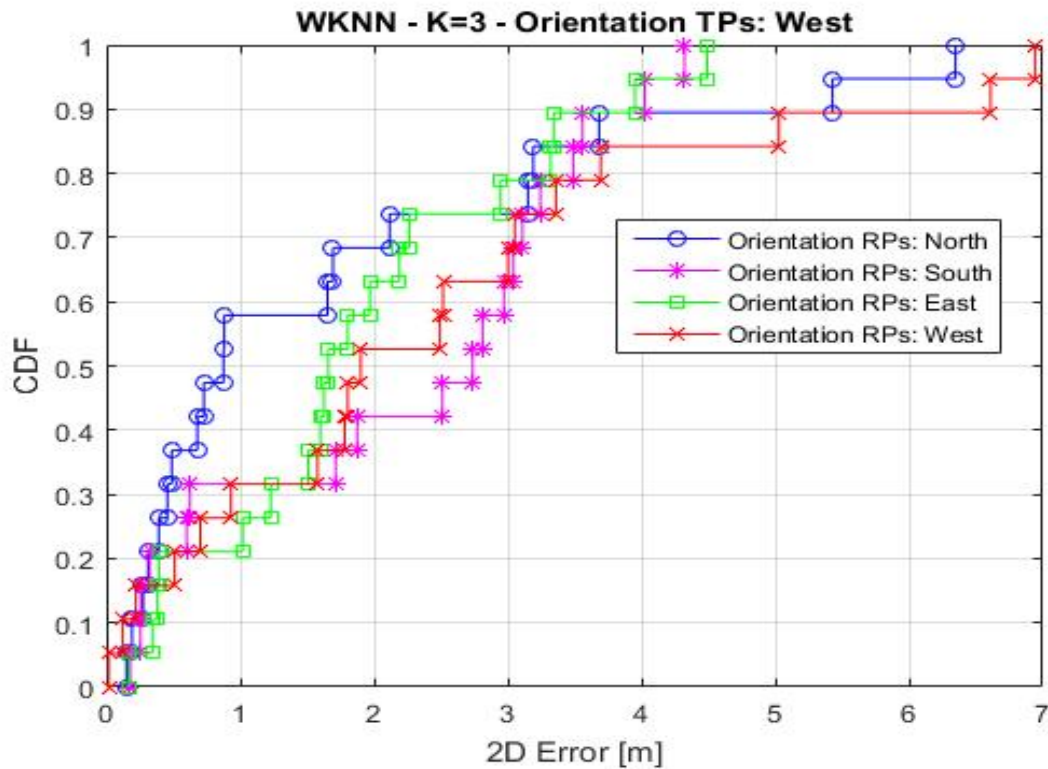 WKNN - K=3 - Orientation TPs: West
1
0.9
0.8
0.7
0.6
0.5
0.4
0.3
0.2
0.1
0
CDF
Orientation RPs: North
Orientation RPs: South
Orientation RPs: East
Orientation RPs: West
0 1 2 3 4 5 6 7
2D Error [m]